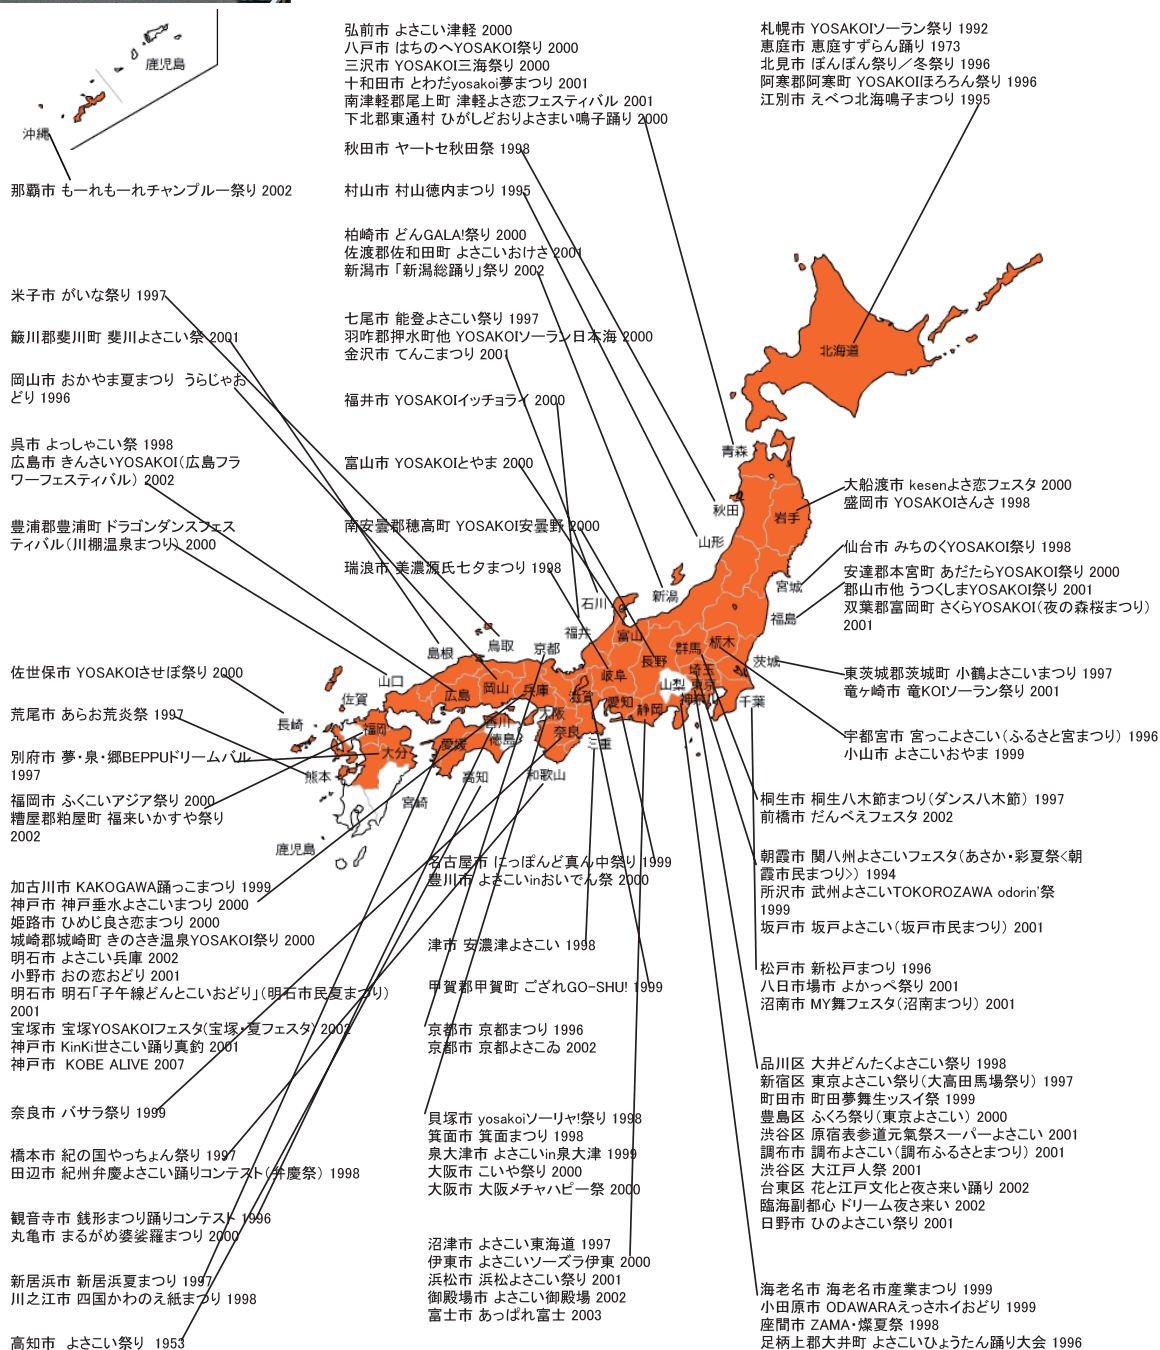 鹿児島
沖縄
那覇市 もーれもーれチャンプルー祭り 2002
弘前市 よさこい津軽 2000
八戸市 はちのへYOSAKOI祭り 2000
三沢市 YOSAKOI三海祭り 2000
十和田市 とわだyosakoi夢まつり 2001
南津軽郡尾上町 津軽よさ恋フェスティバル 2001
下北郡東通村 ひがしどおりよさまい鳴子踊り 2000
秋田市 ヤートセ秋田祭 1998
村山市 村山徳内まつり 1995
柏崎市 どんGALA!祭り 2000
佐渡郡佐和田町 よさこいおけさ 2001
新潟市 「新潟総踊り」祭り 2002
七尾市 能登よさこい祭り 1997
羽咋郡押水町他 YOSAKOIソーラン日本海 2000
金沢市 てんこまつり 2001
福井市 YOSAKOIイッチョライ 2000
富山市 YOSAKOIとやま 2000
南安曇郡穂高町 YOSAKOI安曇野 2000
瑞浪市 美濃源氏七夕まつり 1998
札幌市 YOSAKOIソーラン祭り 1992
恵庭市 恵庭すずらん踊り 1973
北見市 ぼんぼん祭り／冬祭り 1996
阿寒郡阿寒町 YOSAKOIほろろん祭り 1996
江別市 えべつ北海鳴子まつり 1995
米子市 がいな祭り 1997
簸川郡斐川町 斐川よさこい祭 2001
岡山市 おかやま夏まつり うらじゃお
どり 1996
呉市 よっしゃこい祭 1998
広島市 きんさいYOSAKOI（広島フラ
ワーフェスティバル） 2002
豊浦郡豊浦町 ドラゴンダンスフェス
ティバル（川棚温泉まつり） 2000
佐世保市 YOSAKOIさせぼ祭り 2000
荒尾市 あらお荒炎祭 1997
別府市 夢・泉・郷BEPPUドリームバル
1997
福岡市 ふくこいアジア祭り 2000
糟屋郡粕屋町 福来いかすや祭り
2002
加古川市 KAKOGAWA踊っこまつり 1999
神戸市 神戸垂水よさこいまつり 2000
姫路市 ひめじ良さ恋まつり 2000
城崎郡城崎町 きのさき温泉YOSAKOI祭り 2000
明石市 よさこい兵庫 2002
小野市 おの恋おどり 2001
明石市 明石「子午線どんとこいおどり」（明石市民夏まつり）
2001
宝塚市 宝塚YOSAKOIフェスタ（宝塚・夏フェスタ） 2002
神戸市 KinKi世さこい踊り真釣 2001
神戸市 KOBE ALIVE 2007
奈良市 バサラ祭り 1999
橋本市 紀の国やっちょん祭り 1997
田辺市 紀州弁慶よさこい踊りコンテスト（弁慶祭） 1998
観音寺市 銭形まつり踊りコンテスト 1996
丸亀市 まるがめ婆娑羅まつり 2000
新居浜市 新居浜夏まつり 1997
川之江市 四国かわのえ紙まつり 1998
高知市 よさこい祭り 1953
北海道
青森
秋田
岩手
山形
宮城
新潟
福島
石川
福井
富山
群馬
栃木
茨城
長野
埼玉
山梨
東京
神奈川
千葉
岐阜
愛知
静岡
三重
滋賀
京都
大阪
奈良
和歌山
兵庫
鳥取
島根
岡山
広島
山口
香川
徳島
愛媛
高知
福岡
佐賀
長崎
大分
熊本
宮崎
鹿児島
名古屋市 にっぽんど真ん中祭り 1999
豊川市 よさこいinおいでん祭 2000
津市 安濃津よさこい 1998
甲賀郡甲賀町 ござれGO-SHU! 1999
京都市 京都まつり 1996
京都市 京都よさこゐ 2002
貝塚市 yosakoiソーリャ!祭り 1998
箕面市 箕面まつり 1998
泉大津市 よさこいin泉大津 1999
大阪市 こいや祭り 2000
大阪市 大阪メチャハピー祭 2000
沼津市 よさこい東海道 1997
伊東市 よさこいソーズラ伊東 2000
浜松市 浜松よさこい祭り 2001
御殿場市 よさこい御殿場 2002
富士市 あっぱれ富士 2003
大船渡市 kesenよさ恋フェスタ 2000
盛岡市 YOSAKOIさんさ 1998
仙台市 みちのくYOSAKOI祭り 1998
安達郡本宮町 あだたらYOSAKOI祭り 2000
郡山市他 うつくしまYOSAKOI祭り 2001
双葉郡富岡町 さくらYOSAKOI（夜の森桜まつり）
2001
東茨城郡茨城町 小鶴よさこいまつり 1997
竜ヶ崎市 竜KOIソーラン祭り 2001
宇都宮市 宮っこよさこい（ふるさと宮まつり） 1996
小山市 よさこいおやま 1999
桐生市 桐生八木節まつり（ダンス八木節） 1997
前橋市 だんべえフェスタ 2002
朝霞市 関八州よさこいフェスタ（あさか・彩夏祭<朝
霞市民まつり>） 1994
所沢市 武州よさこいTOKOROZAWA odorin'祭
1999
坂戸市 坂戸よさこい（坂戸市民まつり） 2001
松戸市 新松戸まつり 1996
八日市場市 よかっぺ祭り 2001
沼南市 MY舞フェスタ（沼南まつり） 2001
品川区 大井どんたくよさこい祭り 1998
新宿区 東京よさこい祭り（大高田馬場祭り） 1997
町田市 町田夢舞生ッスイ祭 1999
豊島区 ふくろ祭り（東京よさこい） 2000
渋谷区 原宿表参道元氣祭スーパーよさこい 2001
調布市 調布よさこい（調布ふるさとまつり） 2001
渋谷区 大江戸人祭 2001
台東区 花と江戸文化と夜さ来い踊り 2002
臨海副都心 ドリーム夜さ来い 2002
日野市 ひのよさこい祭り 2001
海老名市 海老名市産業まつり 1999
小田原市 ODAWARAえっさホイおどり 1999
座間市 ZAMA・燦夏祭 1998
足柄上郡大井町 よさこいひょうたん踊り大会 1996